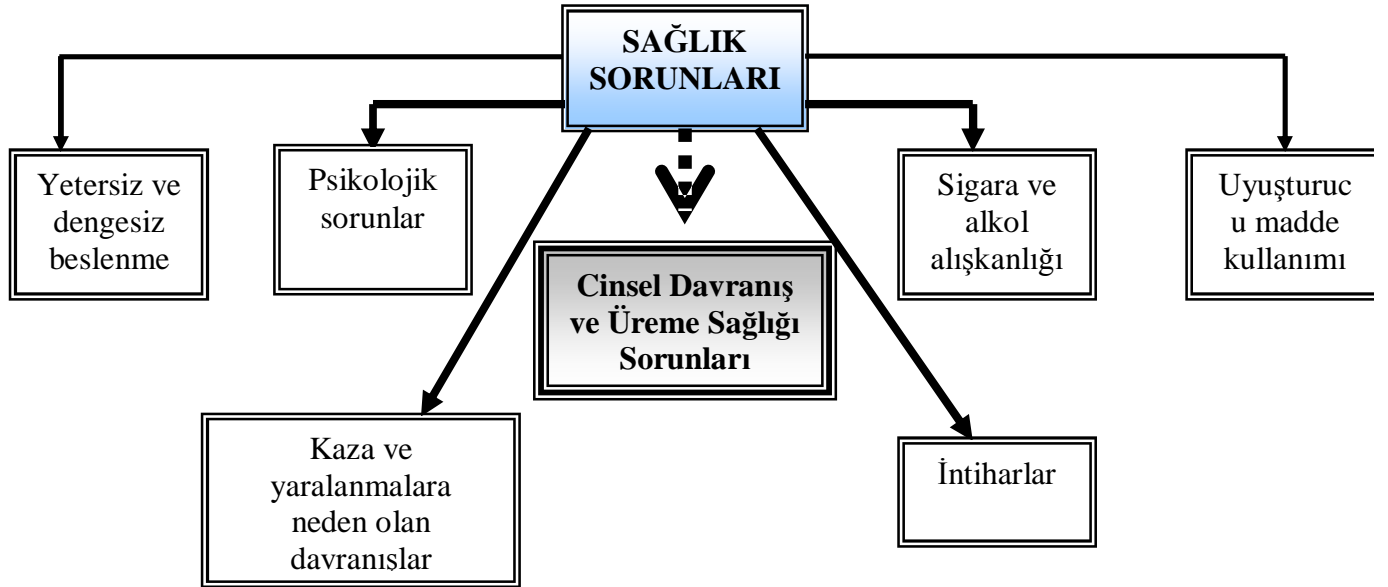 SAĞLIK
SORUNLARI
Yetersiz ve
dengesiz
beslenme
Psikolojik
sorunlar
Sigara ve
alkol
alışkanlığı
Uyuşturuc
u madde
kullanımı
Cinsel Davranış
ve Üreme Sağlığı
Sorunları
Kaza ve
yaralanmalara
neden olan
davranışlar
İntiharlar